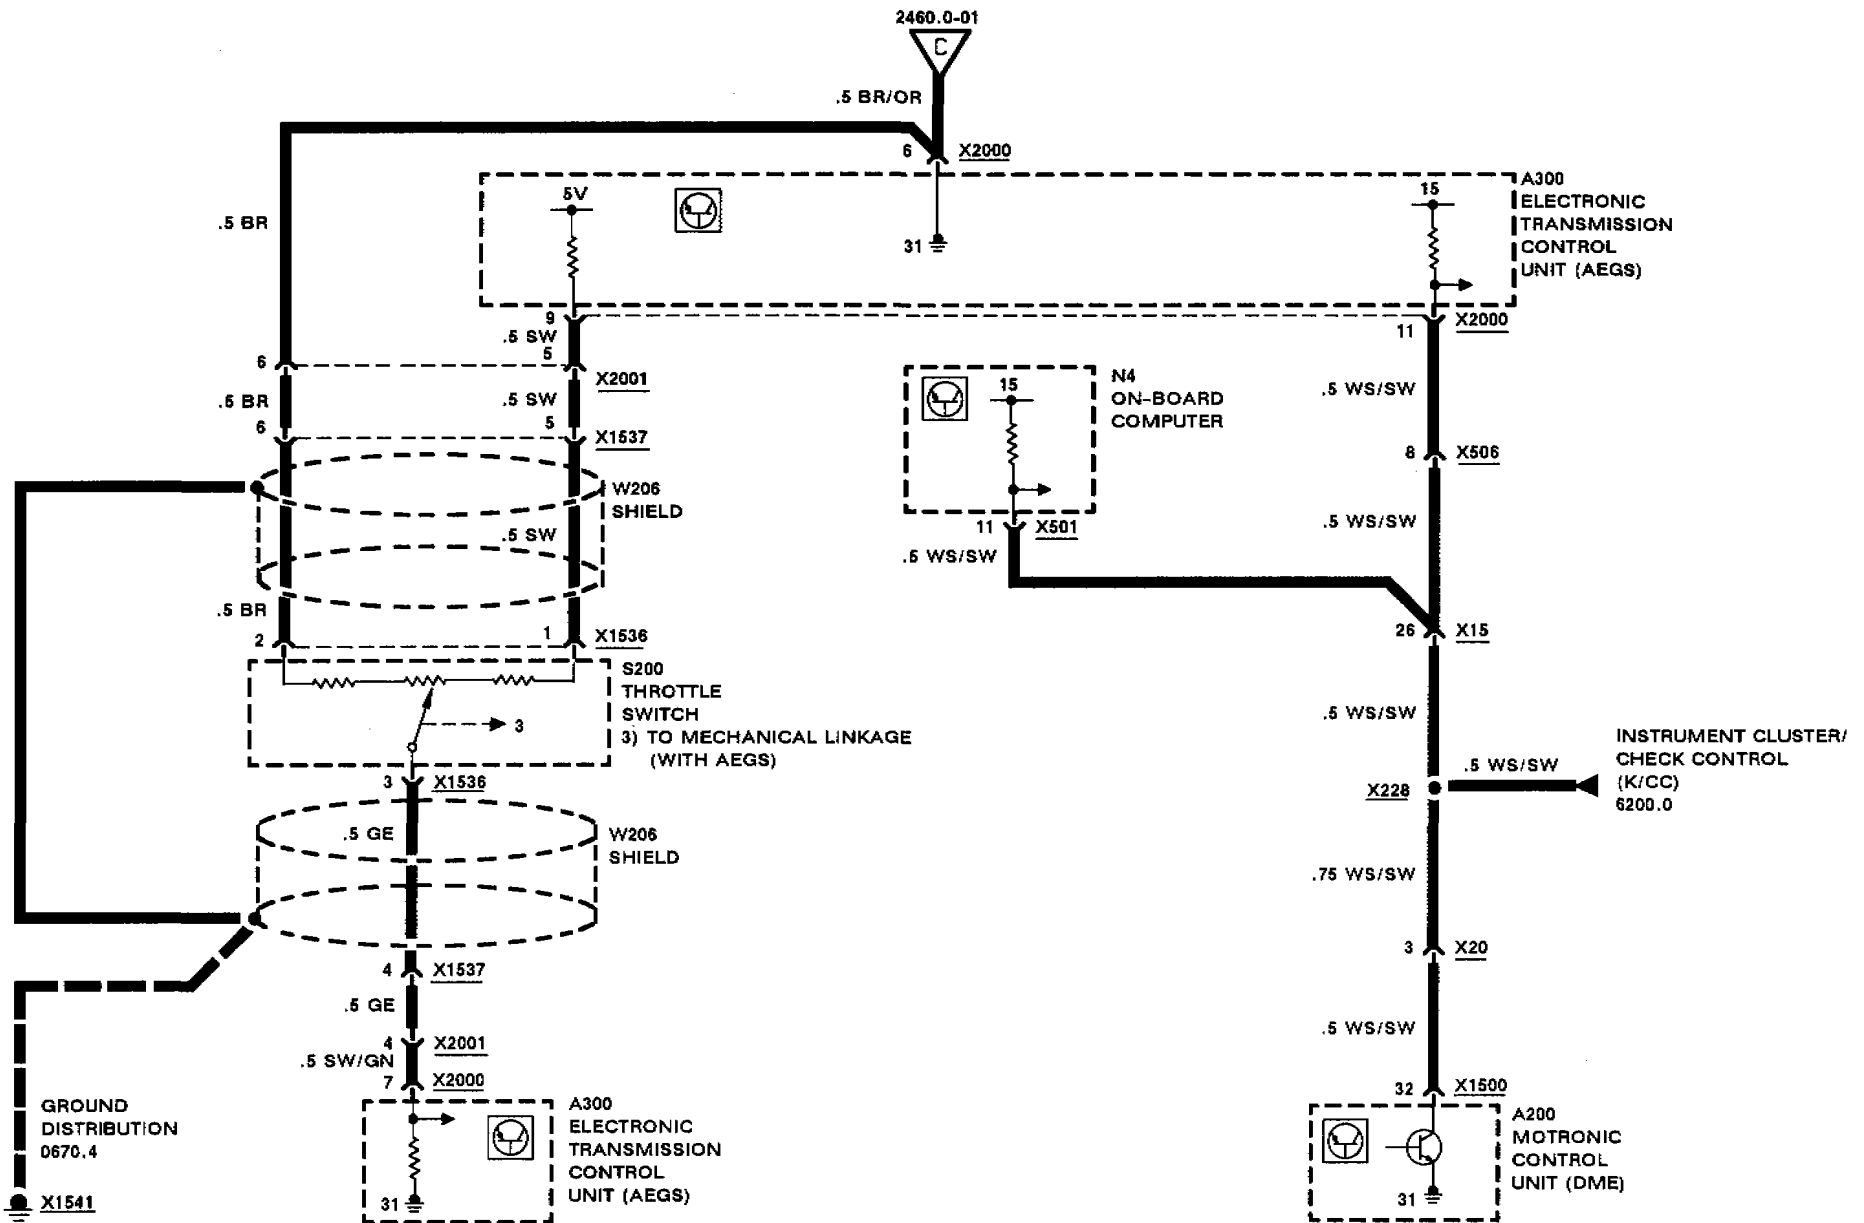 2460.0-01
C
.5 BR/OR
6
X2000
.5 BR
5V
31
15
A300
ELECTRONIC
TRANSMISSION
CONTROL
UNIT (AEGS)
9
.5 SW
5
6
X2001
11
X2000
.5 BR
.5 SW
6
5
X1537
15
N4
ON-BOARD
COMPUTER
.5 WS/SW
8
X506
W206
SHIELD
.5 SW
11
X501
.5 WS/SW
.5 WS/SW
.5 BR
2
1
X1536
26
X15
S200
THROTTLE
SWITCH
3) TO MECHANICAL LINKAGE
(WITH AEGS)
3
.5 WS/SW
3
X1536
X228
.5 WS/SW
INSTRUMENT CLUSTER/
CHECK CONTROL
(K/CC)
6200.0
.5 GE
W206
SHIELD
.75 WS/SW
3
X20
4
X1537
.5 GE
.5 WS/SW
4
X2001
.5 SW/GN
7
X2000
32
X1500
GROUND
DISTRIBUTION
0670.4
X1541
A300
ELECTRONIC
TRANSMISSION
CONTROL
UNIT (AEGS)
31
A200
MOTRONIC
CONTROL
UNIT (DME)
31